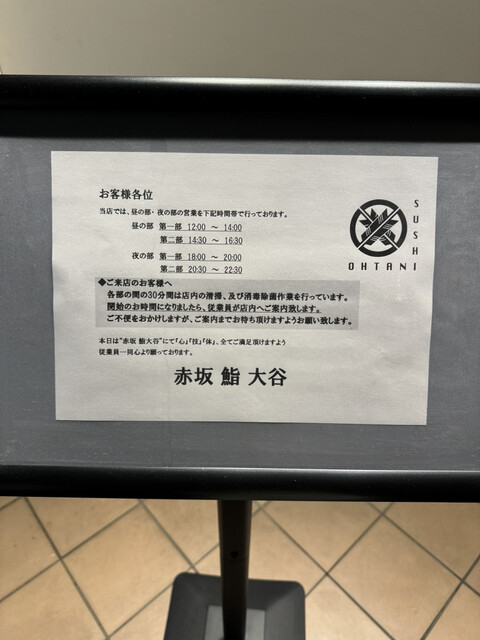 お客様各位
当店では、昼の部・夜の部の営業を下記時間帯で行っております。
昼の部 第一部 12:00 ～ 14:00
第二部 14:30 ～ 16:30
夜の部 第一部 18:00 ～ 20:00
第二部 20:30 ～ 22:30
SUSHI
OHTANI
◆ご来店のお客様へ
各部の間の30分間は店内の清掃、及び消毒除菌作業を行っています。
開始のお時間になりましたら、従業員が店内へご案内致します。
ご不便をおかけしますが、ご案内までお待ち頂けますようお願い致します。
本日は"赤坂 鮨大谷"にて「心」「技」「体」、全てご満足頂けますよう
従業員一同心より願っております。
赤坂 鮨 大谷